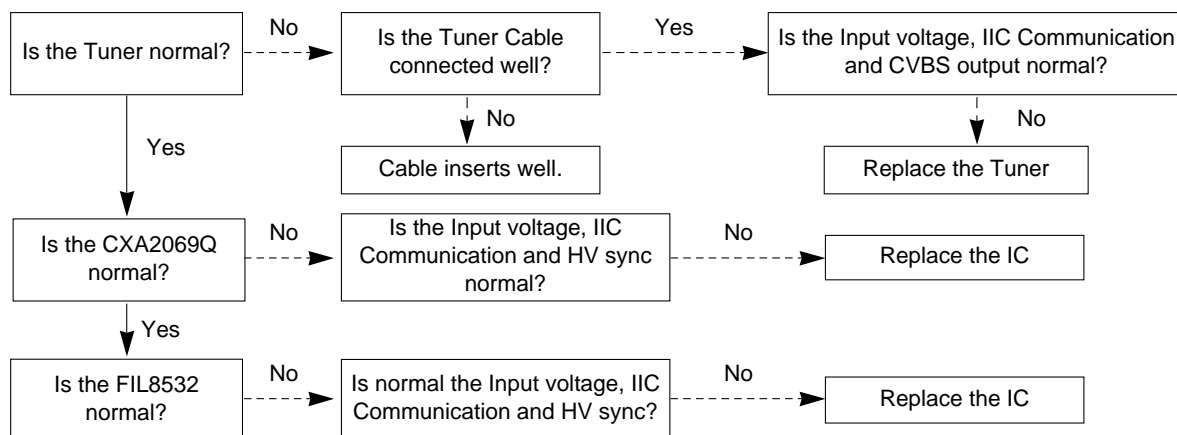 Is the Tuner normal?
No
Is the Tuner Cable
connected well?
Yes
Is the Input voltage, IIC Communication
and CVBS output normal?
Yes
No
No
Cable inserts well.
Replace the Tuner
Is the CXA2069Q
normal?
No
Is the Input voltage, IIC
Communication and HV sync
normal?
No
Replace the IC
Yes
Is the FIL8532
normal?
No
Is normal the Input voltage, IIC
Communication and HV sync?
No
Replace the IC